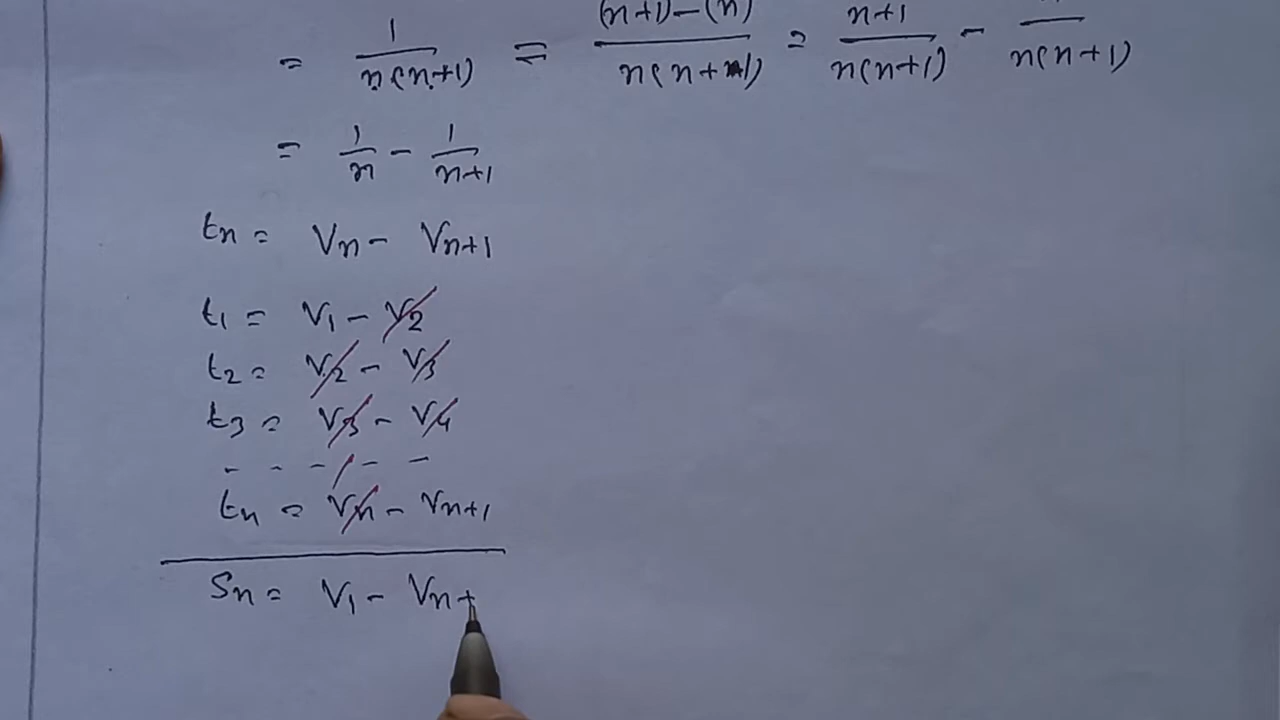 = 1/n(n+1) = (n+1)-(n)/n(n+1) = n+1/n(n+1) - /n(n+1)
= 1/n - 1/n+1
tn = Vn - Vn+1
t1 = V1 - V2
t2 = V2 - V3
t3 = V3 - V4
- - - - -
tn = Vn - Vn+1
Sn = V1 - Vn+